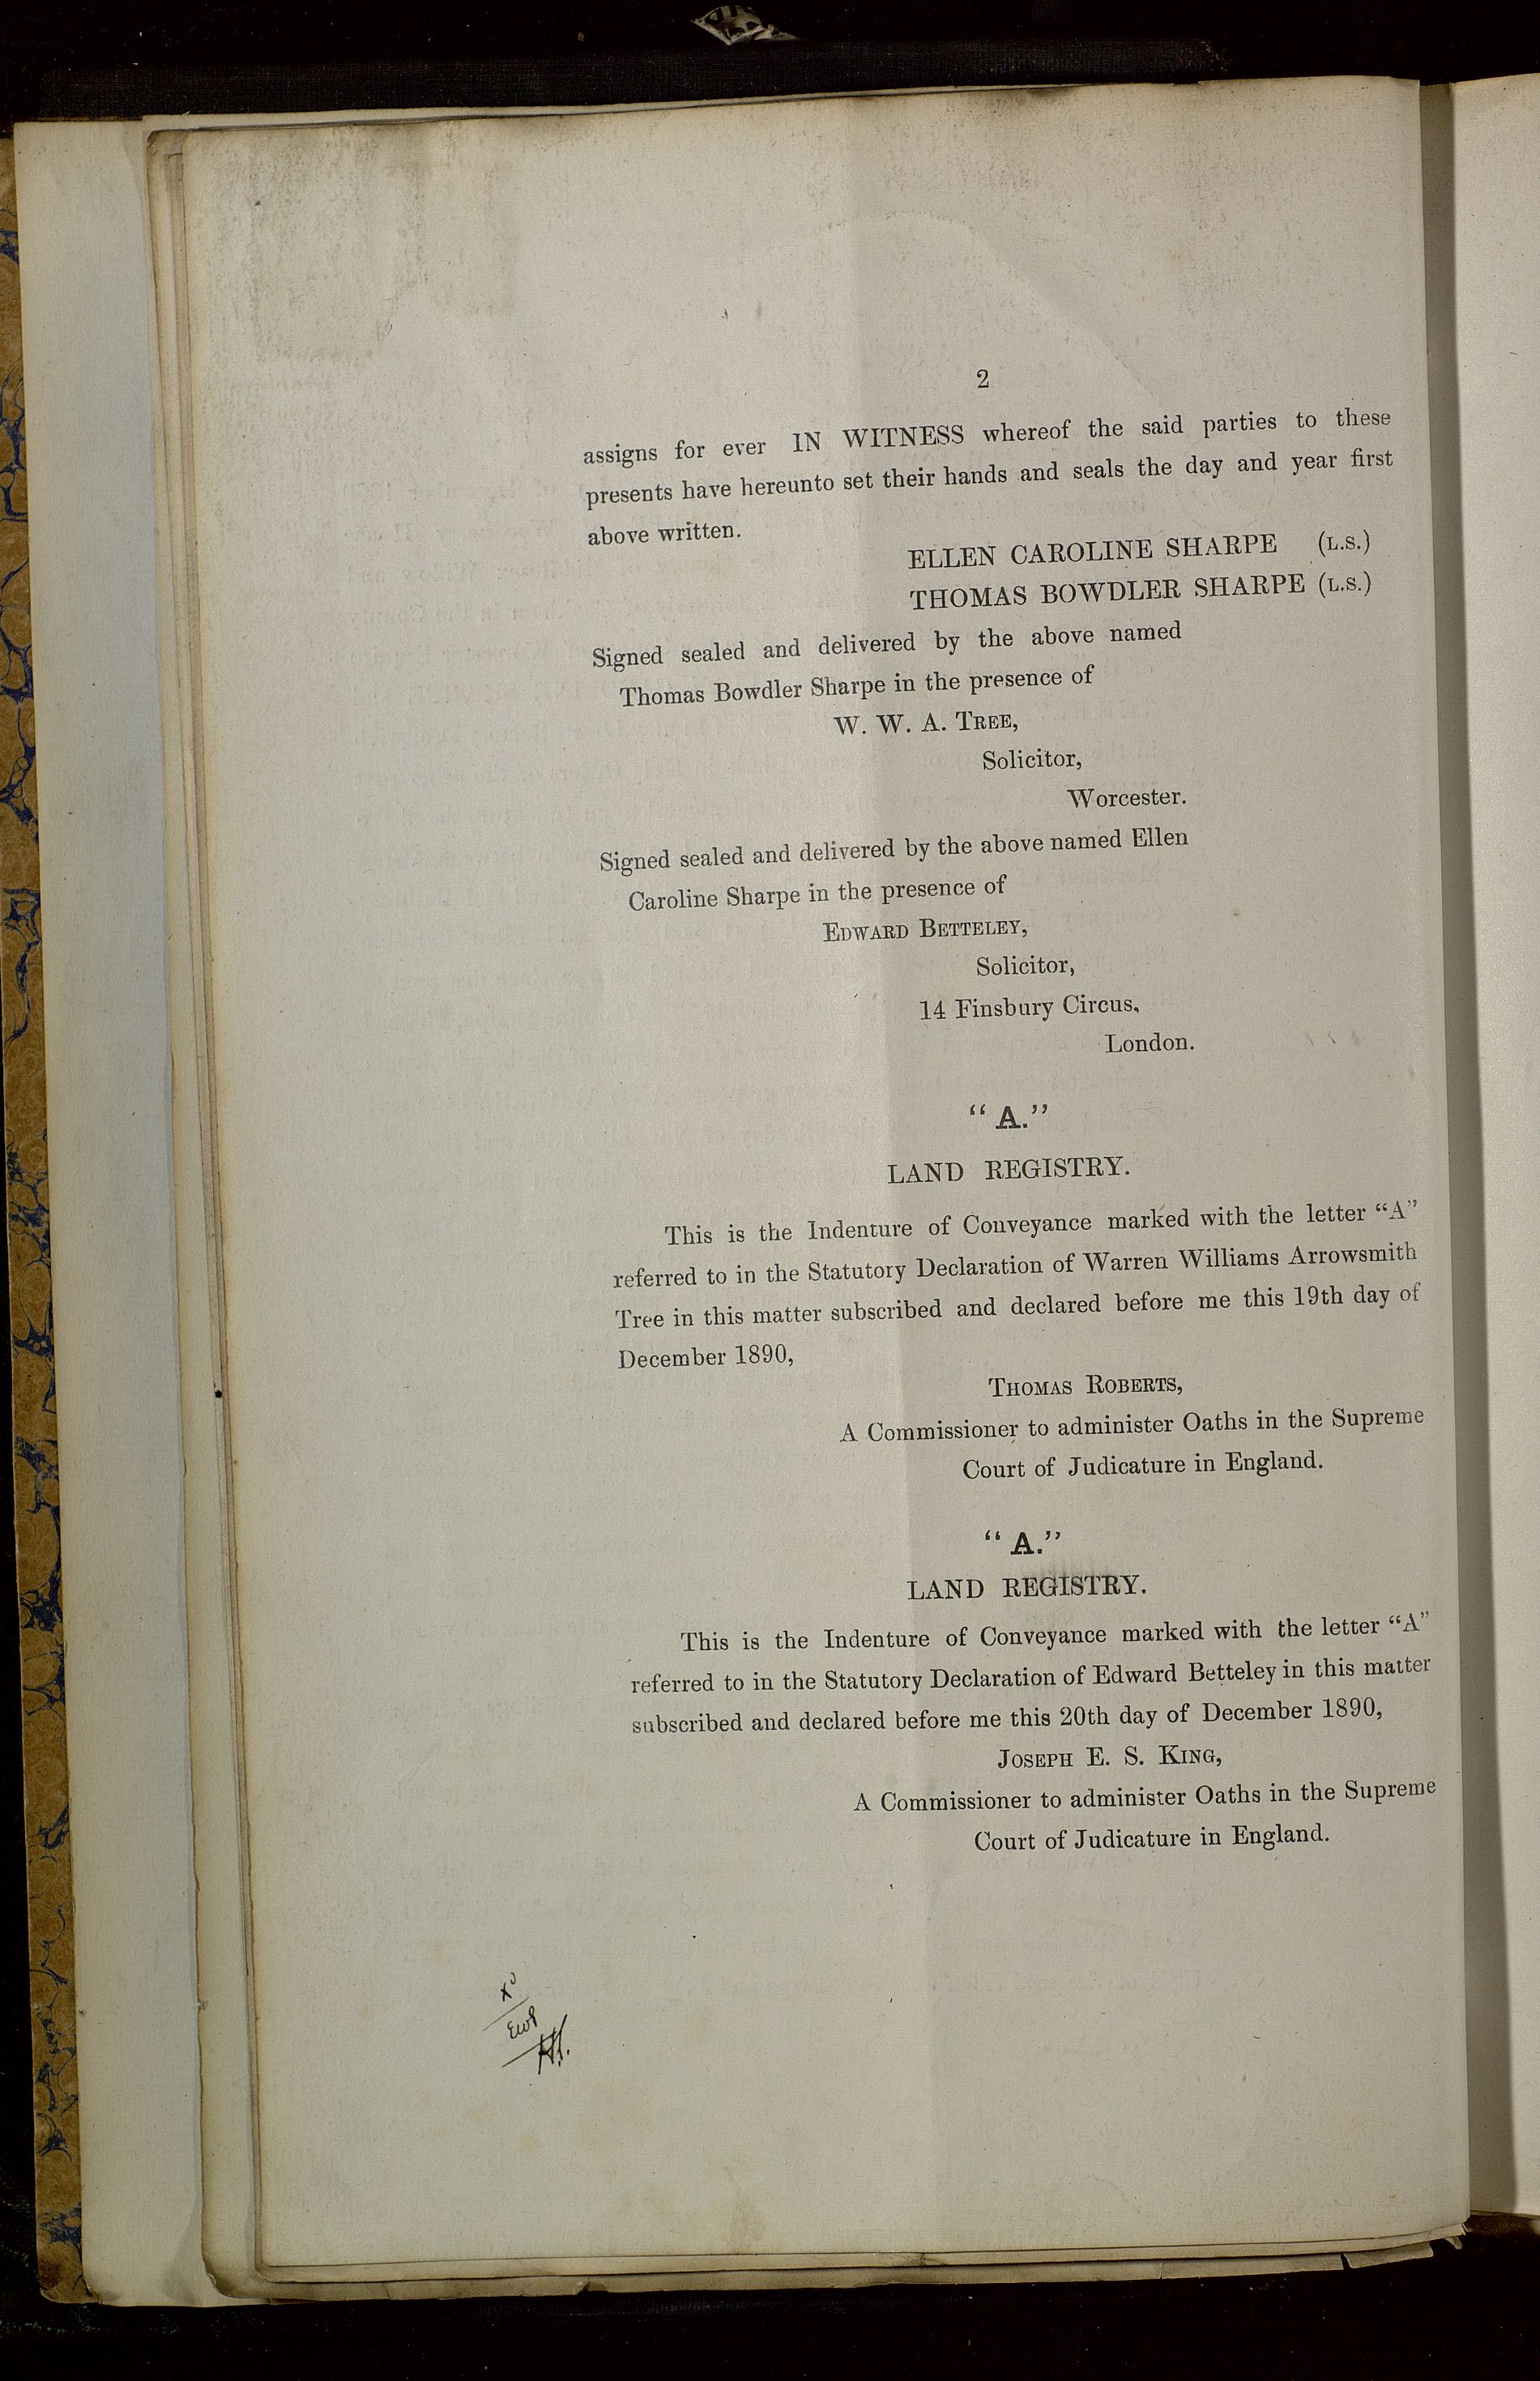 2
assigns for ever IN WITNESS whereof the said parties to these
presents have hereunto set their hands and seals the day and year first
above written.
ELLEN CAROLINE SHARPE (L.S.)
THOMAS BOWDLER SHARPE (L.S.)
Signed sealed and delivered by the above named
Thomas Bowdler Sharpe in the presence of
W. W. A. TREE,
Solicitor,
Worcester.
Signed sealed and delivered by the above named Ellen
Caroline Sharpe in the presence of
EDWARD BETTELEY,
Solicitor,
14 Finsbury Circus,
London.
“A.”
LAND REGISTRY.
This is the Indenture of Conveyance marked with the letter “A”
referred to in the Statutory Declaration of Warren Williams Arrowsmith
Tree in this matter subscribed and declared before me this 19th day of
December 1890,
THOMAS ROBERTS,
A Commissioner to administer Oaths in the Supreme
Court of Judicature in England.
“A.”
LAND REGISTRY.
This is the Indenture of Conveyance marked with the letter “A”
referred to in the Statutory Declaration of Edward Betteley in this matter
subscribed and declared before me this 20th day of December 1890,
JOSEPH E. S. KING,
A Commissioner to administer Oaths in the Supreme
Court of Judicature in England.